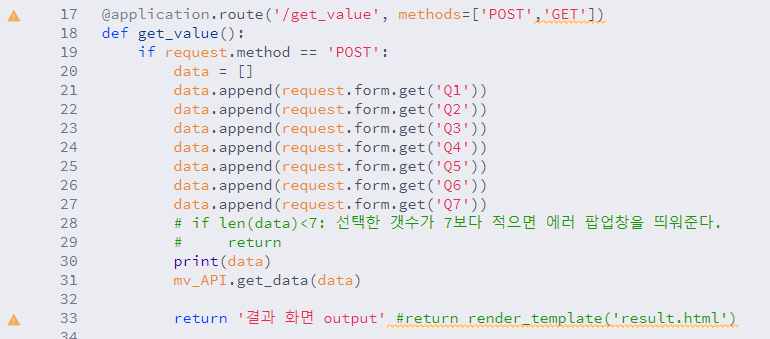 17 @application.route('/get_value', methods=['POST','GET'])
18 def get_value():
19     if request.method == 'POST':
20         data = []
21         data.append(request.form.get('Q1'))
22         data.append(request.form.get('Q2'))
23         data.append(request.form.get('Q3'))
24         data.append(request.form.get('Q4'))
25         data.append(request.form.get('Q5'))
26         data.append(request.form.get('Q6'))
27         data.append(request.form.get('Q7'))
28         # if len(data)<7: 선택한 갯수가 7보다 적으면 에러 팝업창을 띄워준다.
29         #     return
30         print(data)
31         mv_API.get_data(data)
32
33         return '결과 화면 output' #return render_template('result.html')
34